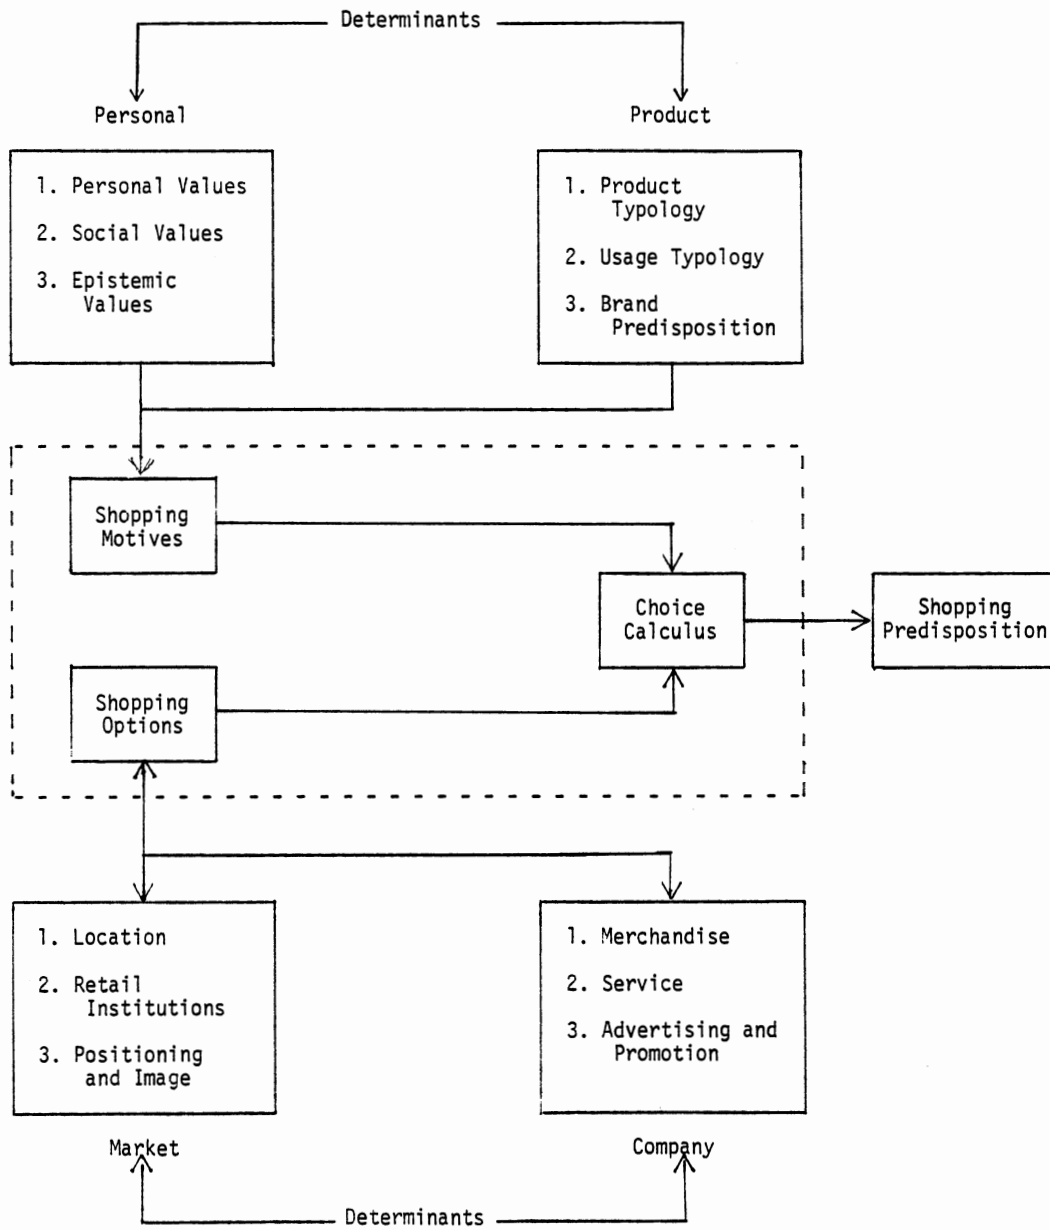 Determinants
Personal
Product
1. Personal Values
2. Social Values
3. Epistemic
Values
1. Product
Typology
2. Usage Typology
3. Brand
Predisposition
Shopping
Motives
Choice
Calculus
Shopping
Predisposition
Shopping
Options
1. Location
2. Retail
Institutions
3. Positioning
and Image
1. Merchandise
2. Service
3. Advertising and
Promotion
Market
Company
Determinants